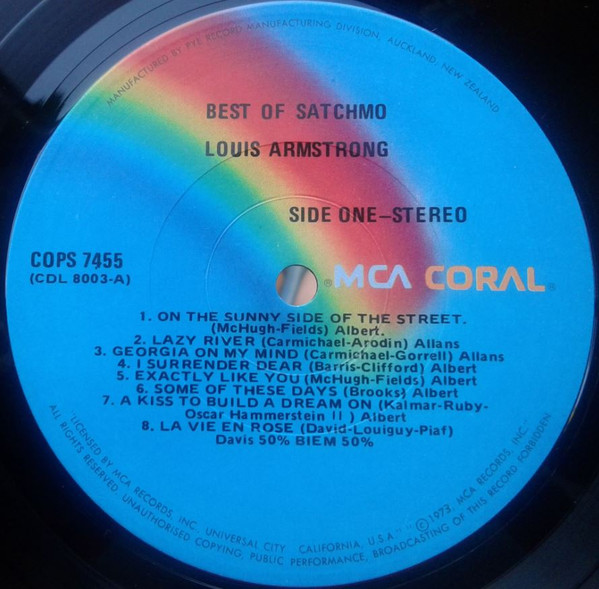 MANUFACTURED BY PYE RECORD MANUFACTURING DIVISION, AUCKLAND, NEW ZEALAND
BEST OF SATCHMO
LOUIS ARMSTRONG
SIDE ONE–STEREO
COPS 7455
(CDL 8003-A)
®MCA CORAL®
1. ON THE SUNNY SIDE OF THE STREET.
(McHugh-Fields) Albert.
2. LAZY RIVER (Carmichael-Arodin) Allans
3. GEORGIA ON MY MIND (Carmichael-Gorrell) Allans
4. I SURRENDER DEAR (Barris-Clifford) Albert
5. EXACTLY LIKE YOU (McHugh-Fields) Albert
6. SOME OF THESE DAYS (Brooks) Albert
7. A KISS TO BUILD A DREAM ON (Kalmar-Ruby-
Oscar Hammerstein II ) Albert
8. LA VIE EN ROSE (David-Louiguy-Piaf)
Davis 50% BIEM 50%
LICENSED BY MCA RECORDS, INC. UNIVERSAL CITY CALIFORNIA, U.S.A. ©1973. MCA RECORDS, INC.
ALL RIGHTS RESERVED UNAUTHORISED COPYING, PUBLIC PERFORMANCE, BROADCASTING OF THIS RECORD FORBIDDEN